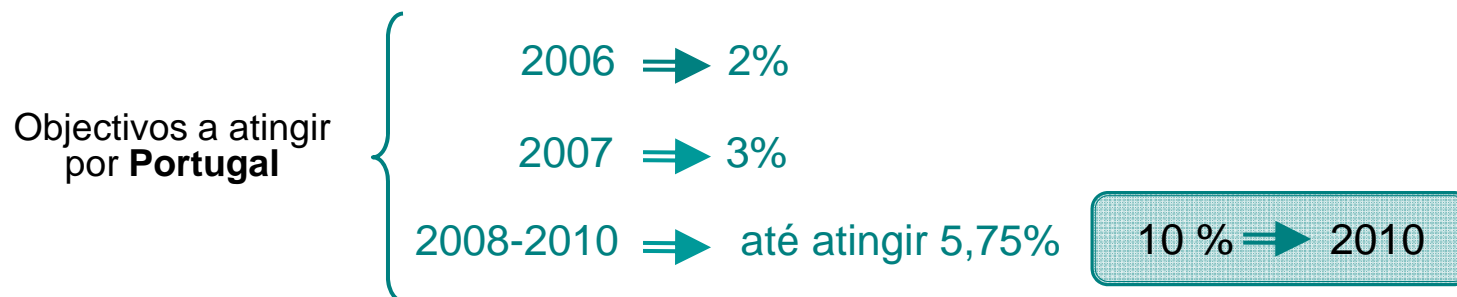 Objectivos a atingir
por Portugal
2006 2%
2007 3%
2008-2010 até atingir 5,75%
10 % 2010